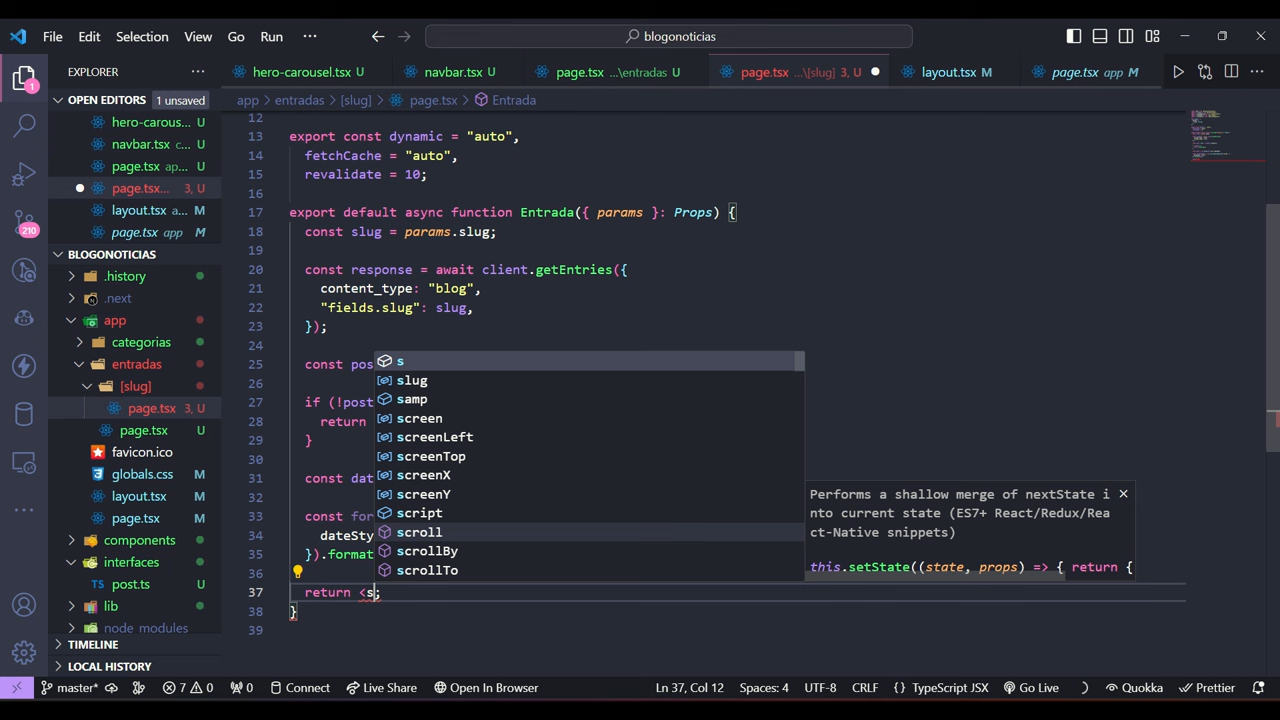 File Edit Selection View Go Run ··· blogonoticias
EXPLORER ···
hero-carousel.tsx U navbar.tsx U page.tsx ...\entradas U page.tsx ...\[slug] 3, U layout.tsx M page.tsx app M ···
OPEN EDITORS 1 unsaved
hero-carous... U
navbar.tsx c... U
page.tsx ap... U
page.tsx... 3, U
layout.tsx a... M
page.tsx app M
BLOGONOTICIAS
.history
.next
app
categorias
entradas
[slug]
page.tsx 3, U
page.tsx U
favicon.ico
globals.css M
layout.tsx M
page.tsx M
components
interfaces
post.ts
lib
node_modules
TIMELINE
LOCAL HISTORY
1
210
app > entradas > [slug] > page.tsx > Entrada
12
13 export const dynamic = "auto",
14 fetchCache = "auto",
15 revalidate = 10;
16
17 export default async function Entrada({ params }: Props) {
18 const slug = params.slug;
19
20 const response = await client.getEntries({
21 content_type: "blog",
22 "fields.slug": slug,
23 });
24
25 const pos
26
27 if (!post
28 return
29 }
30
31 const dat
32
33 const for
34 dateSty
35 }).format
36
37 return <s;
38 }
39
s
slug
samp
screen
screenLeft
screenTop
screenX
screenY
script
scroll
scrollBy
scrollTo
Performs a shallow merge of nextState i
nto current state (ES7+ React/Redux/Rea
ct-Native snippets)
this.setState((state, props) => { return {
master* 7 0 0 Connect Live Share Open In Browser Ln 37, Col 12 Spaces: 4 UTF-8 CRLF {} TypeScript JSX Go Live Quokka Prettier